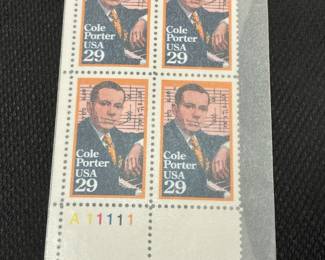 Cole Cole
Porter Porter
USA USA
29 29
Cole Cole
Porter Porter
USA USA
29 29
A11111